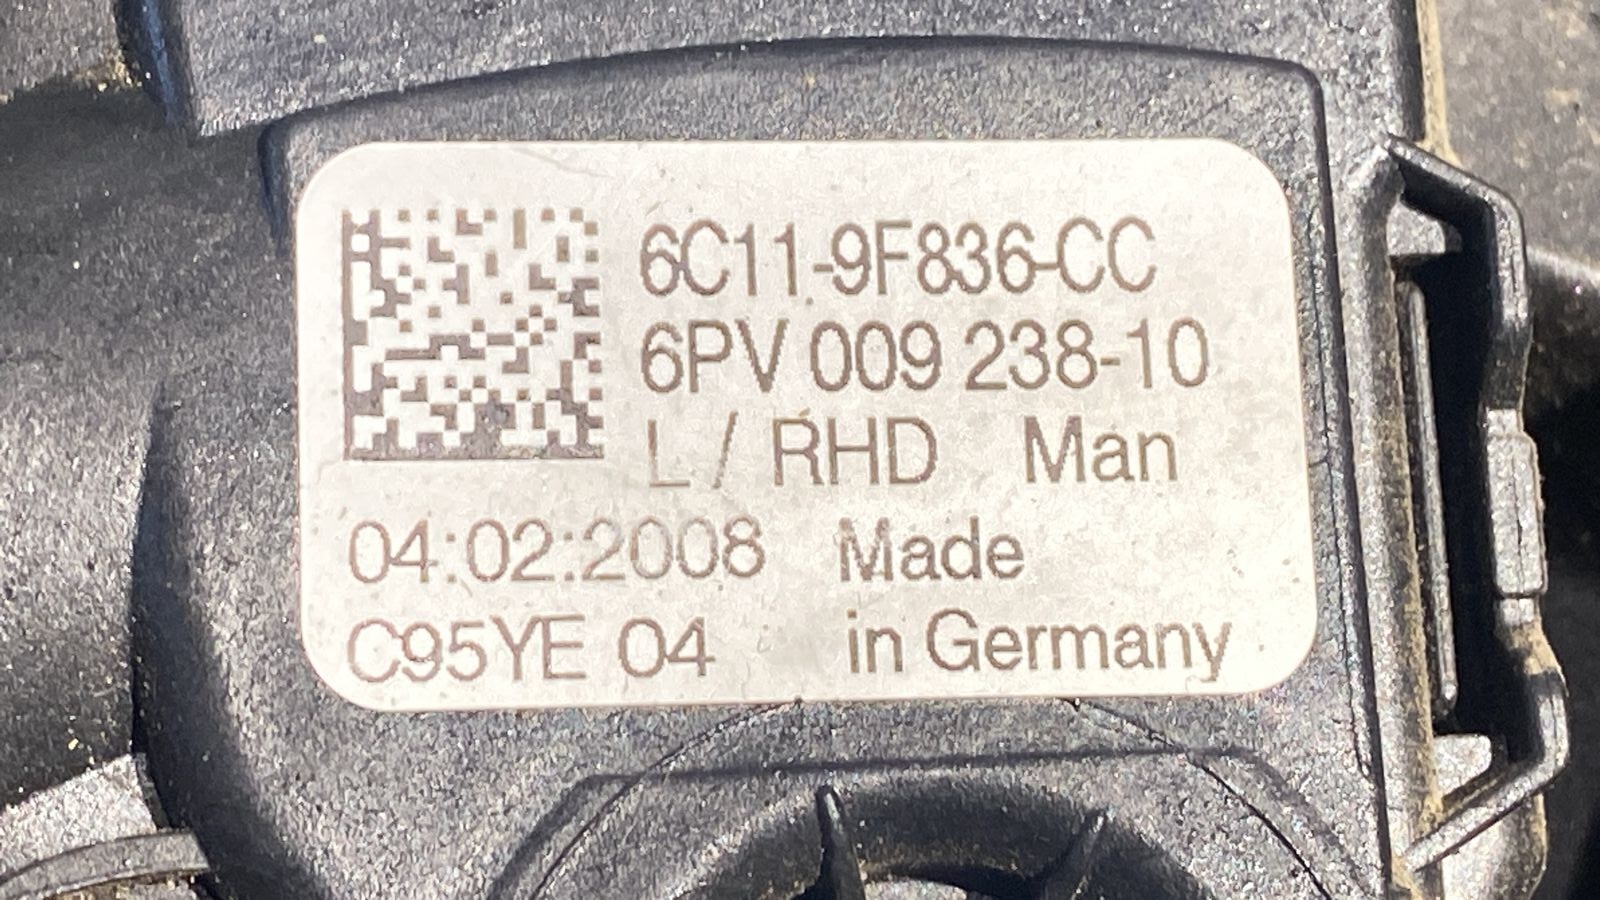 6C11-9F836-CC
6PV 009 238-10
L / RHD Man
04:02:2008 Made
C95YE 04 in Germany